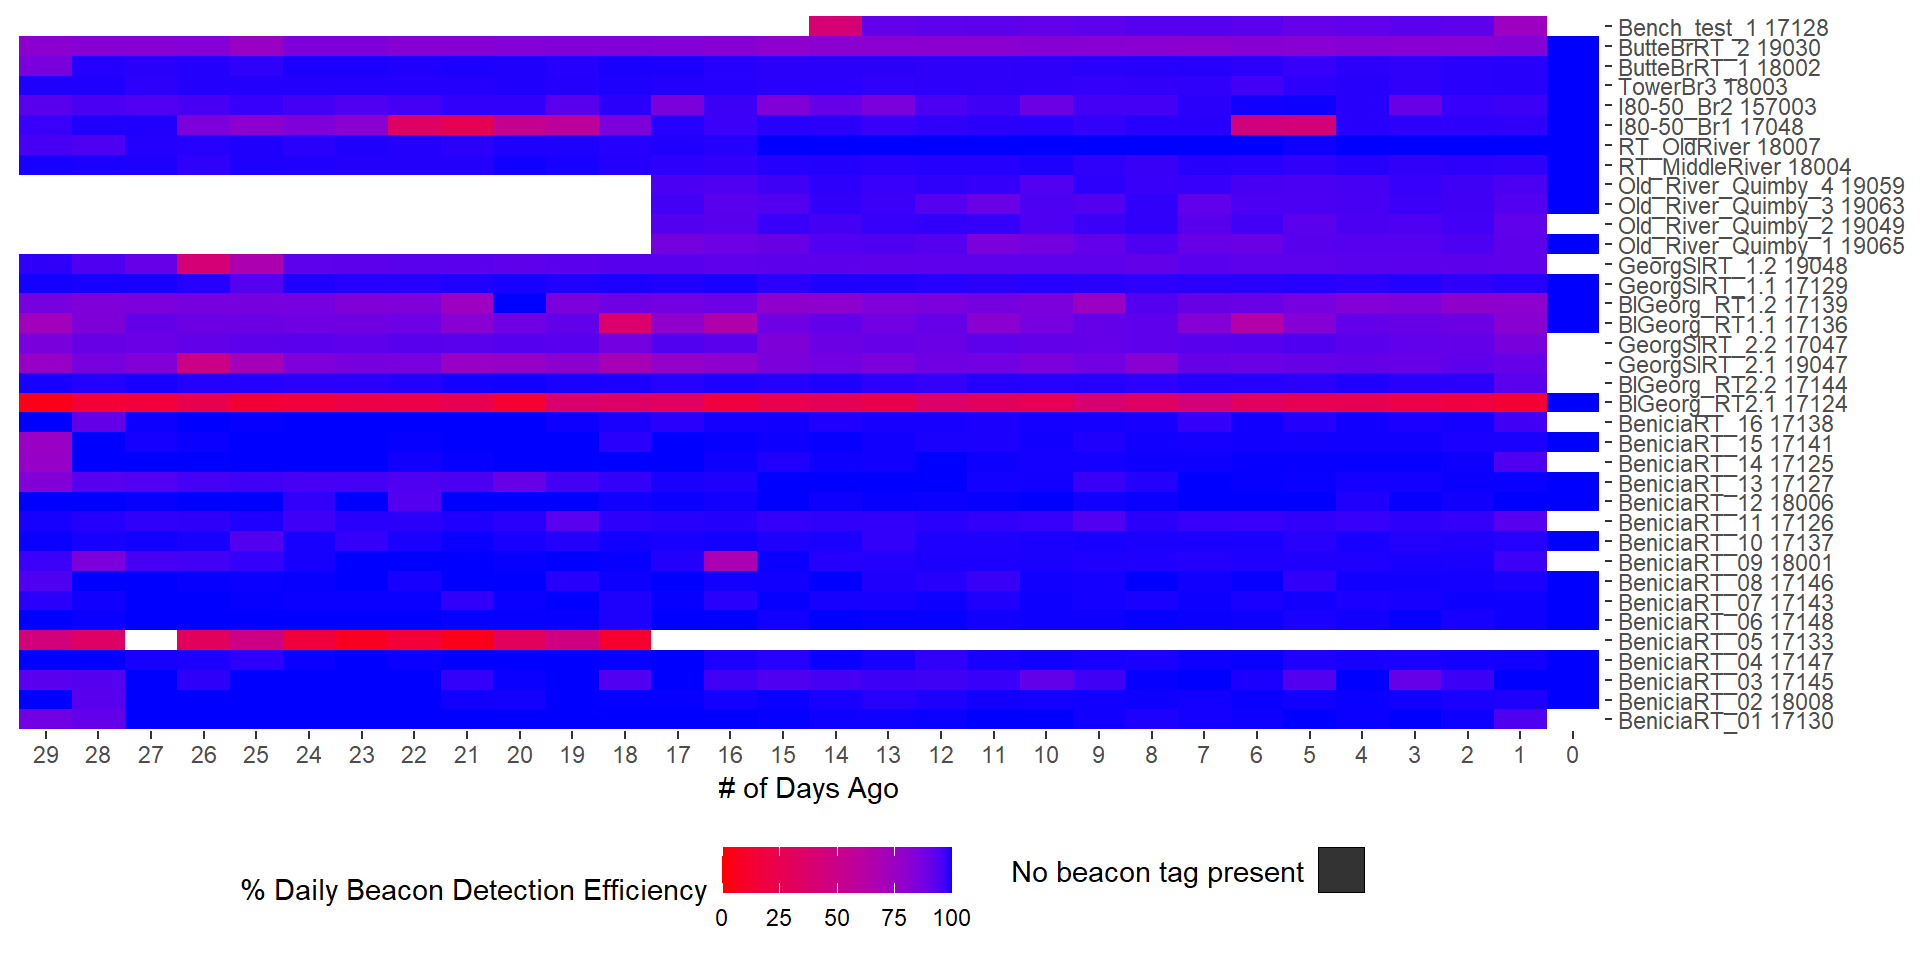 Bench_test_1 17128
ButteBrRT_2 19030
ButteBrRT_1 18002
TowerBr3 18003
I80-50_Br2 157003
I80-50_Br1 17048
RT_OldRiver 18007
RT_MiddleRiver 18004
Old_River_Quimby_4 19059
Old_River_Quimby_3 19063
Old_River_Quimby_2 19049
Old_River_Quimby_1 19065
GeorgSlRT_1.2 19048
GeorgSlRT_1.1 17129
BlGeorg_RT1.2 17139
BlGeorg_RT1.1 17136
GeorgSlRT_2.2 17047
GeorgSlRT_2.1 19047
BlGeorg_RT2.2 17144
BlGeorg_RT2.1 17124
BeniciaRT_16 17138
BeniciaRT_15 17141
BeniciaRT_14 17125
BeniciaRT_13 17127
BeniciaRT_12 18006
BeniciaRT_11 17126
BeniciaRT_10 17137
BeniciaRT_09 18001
BeniciaRT_08 17146
BeniciaRT_07 17143
BeniciaRT_06 17148
BeniciaRT_05 17133
BeniciaRT_04 17147
BeniciaRT_03 17145
BeniciaRT_02 18008
BeniciaRT_01 17130
29 28 27 26 25 24 23 22 21 20 19 18 17 16 15 14 13 12 11 10 9 8 7 6 5 4 3 2 1 0
# of Days Ago
% Daily Beacon Detection Efficiency
0 25 50 75 100
No beacon tag present